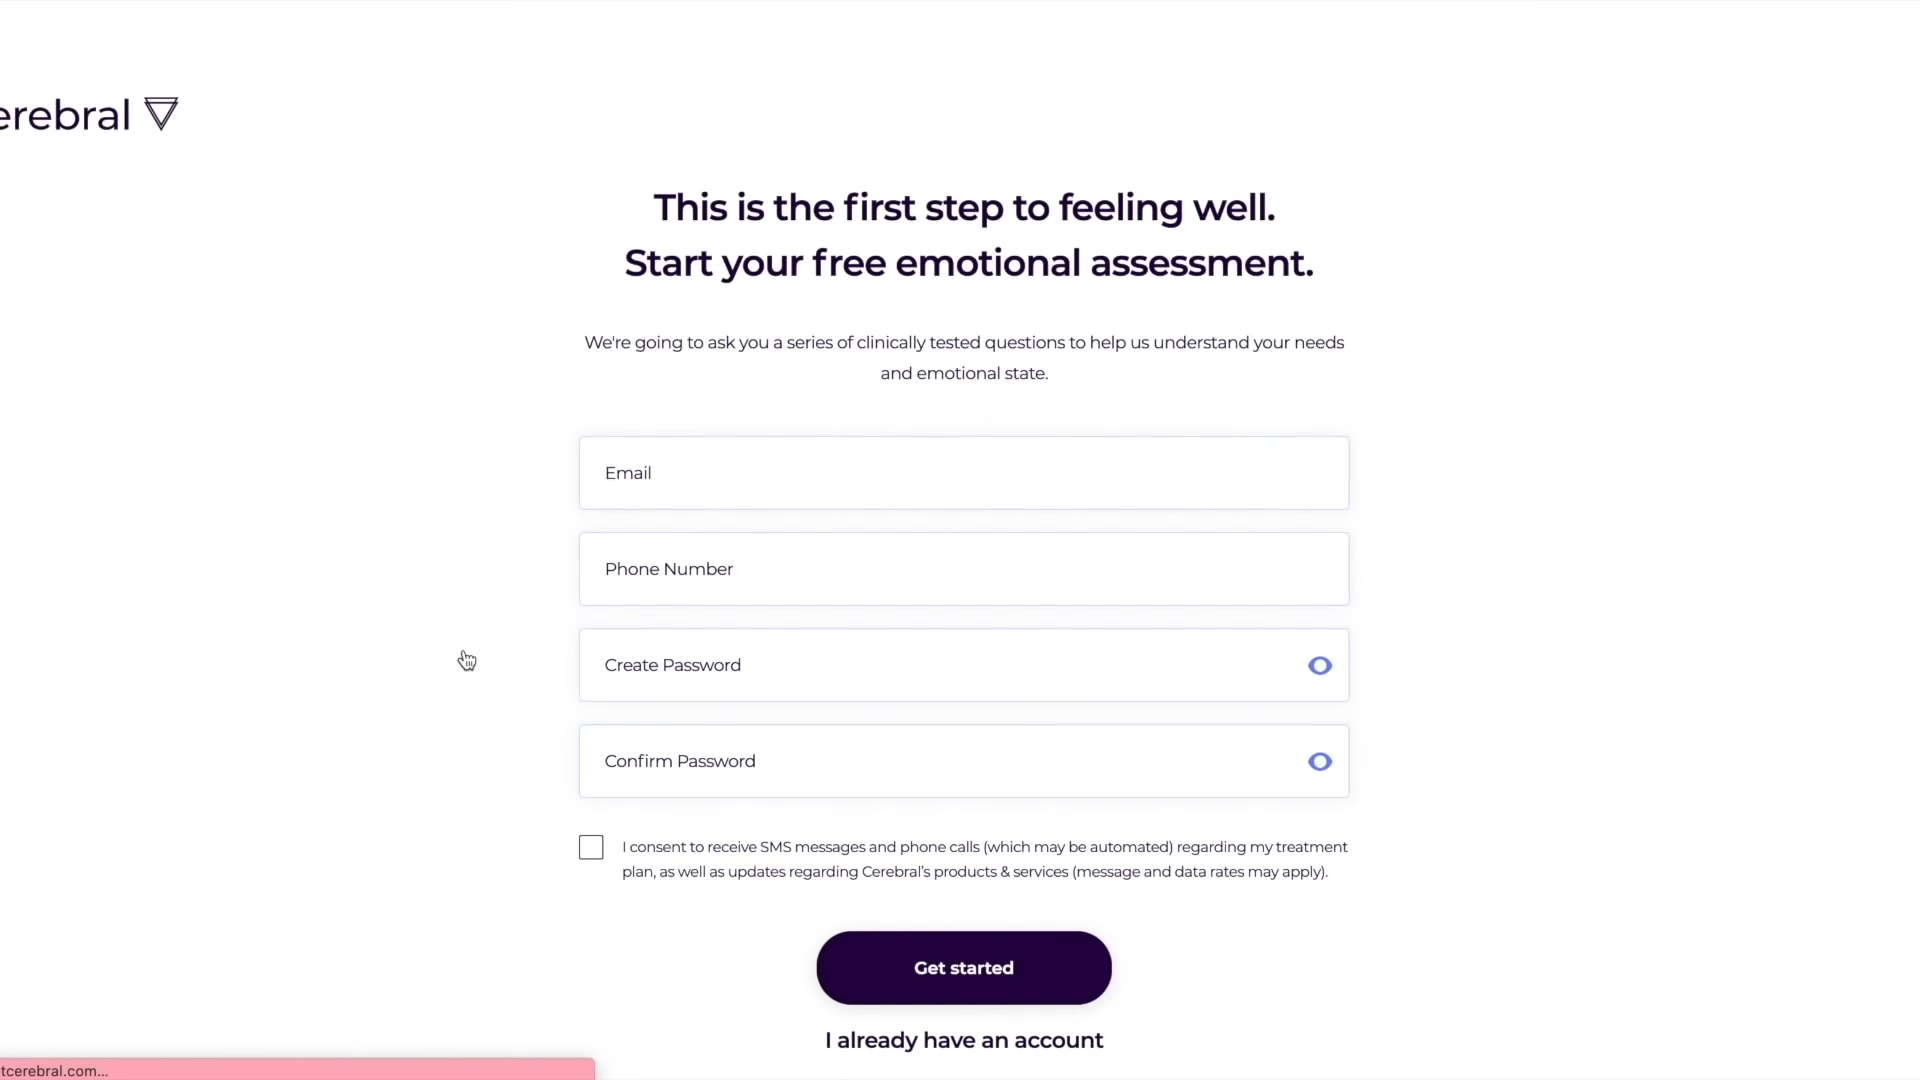 erebral
This is the first step to feeling well.
Start your free emotional assessment.
We're going to ask you a series of clinically tested questions to help us understand your needs
and emotional state.
Email
Phone Number
Create Password
Confirm Password
I consent to receive SMS messages and phone calls (which may be automated) regarding my treatment
plan, as well as updates regarding Cerebral’s products & services (message and data rates may apply).
Get started
I already have an account
tcerebral.com...